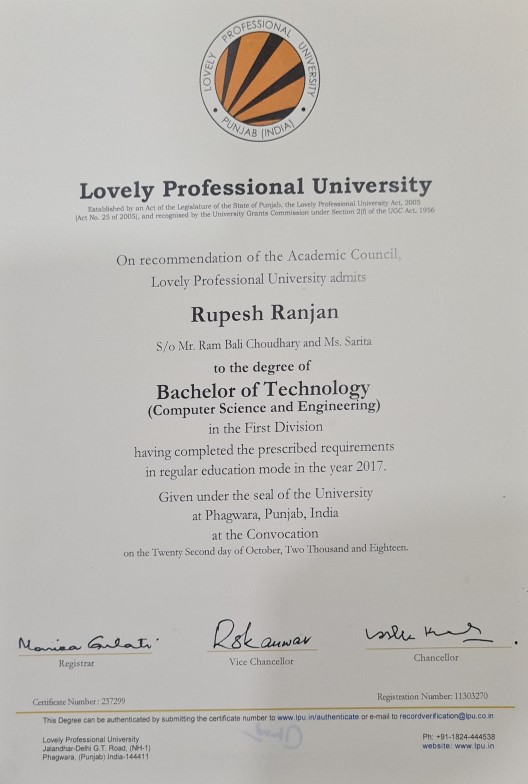 LOVELY PROFESSIONAL UNIVERSITY
PUNJAB (INDIA)
Lovely Professional University
Established by an Act of the Legislature of the State of Punjab, the Lovely Professional University Act, 2005
(Act No. 25 of 2005), and recognised by the University Grants Commission under Section 2(f) of the UGC Act, 1956
On recommendation of the Academic Council,
Lovely Professional University admits
Rupesh Ranjan
S/o Mr. Ram Bali Choudhary and Ms. Sarita
to the degree of
Bachelor of Technology
(Computer Science and Engineering)
in the First Division
having completed the prescribed requirements
in regular education mode in the year 2017.
Given under the seal of the University
at Phagwara, Punjab, India
at the Convocation
on the Twenty Second day of October, Two Thousand and Eighteen.
Monica Gulati
Registrar
Rskanwar
Vice Chancellor
Chancellor
Certificate Number: 237299
Registration Number: 11303270
This Degree can be authenticated by submitting the certificate number to www.lpu.in/authenticate or e-mail to recordverification@lpu.co.in
Lovely Professional University
Jalandhar-Delhi G.T. Road, (NH-1)
Phagwara, (Punjab) India-144411
Ph: +91-1824-444538
website: www.lpu.in